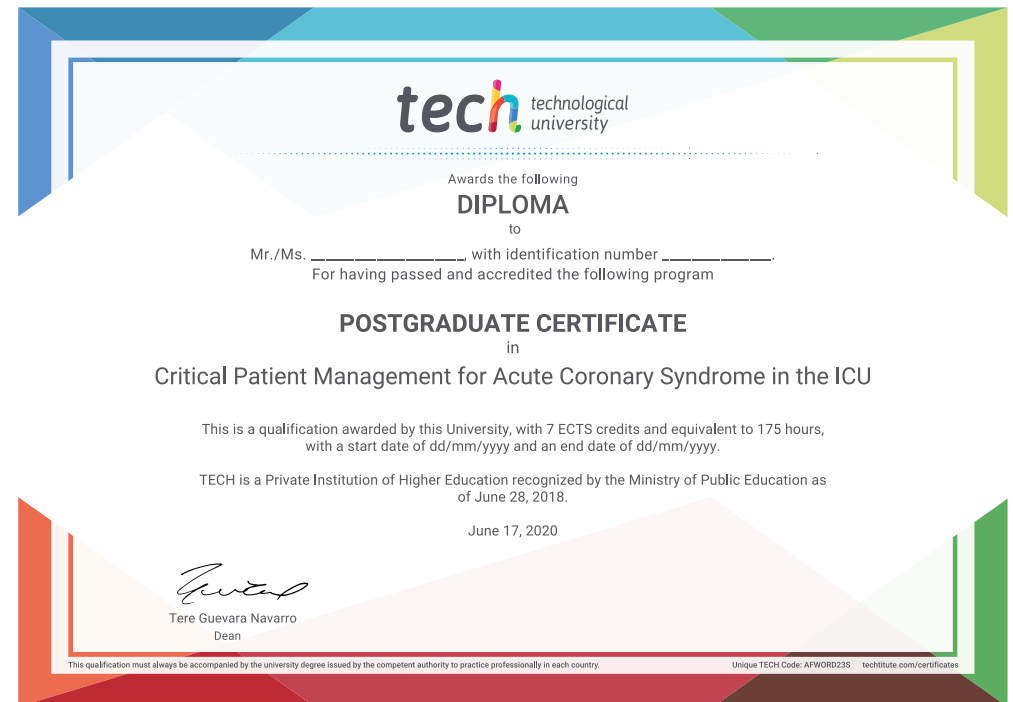 tech technological
university
Awards the following
DIPLOMA
to
Mr./Ms. ____________________, with identification number ______________.
For having passed and accredited the following program
POSTGRADUATE CERTIFICATE
in
Critical Patient Management for Acute Coronary Syndrome in the ICU
This is a qualification awarded by this University, with 7 ECTS credits and equivalent to 175 hours,
with a start date of dd/mm/yyyy and an end date of dd/mm/yyyy.
TECH is a Private Institution of Higher Education recognized by the Ministry of Public Education as
of June 28, 2018.
June 17, 2020
Tere Guevara Navarro
Dean
This qualification must always be accompanied by the university degree issued by the competent authority to practice professionally in each country. Unique TECH Code: AFWORD23S techtitute.com/certificates